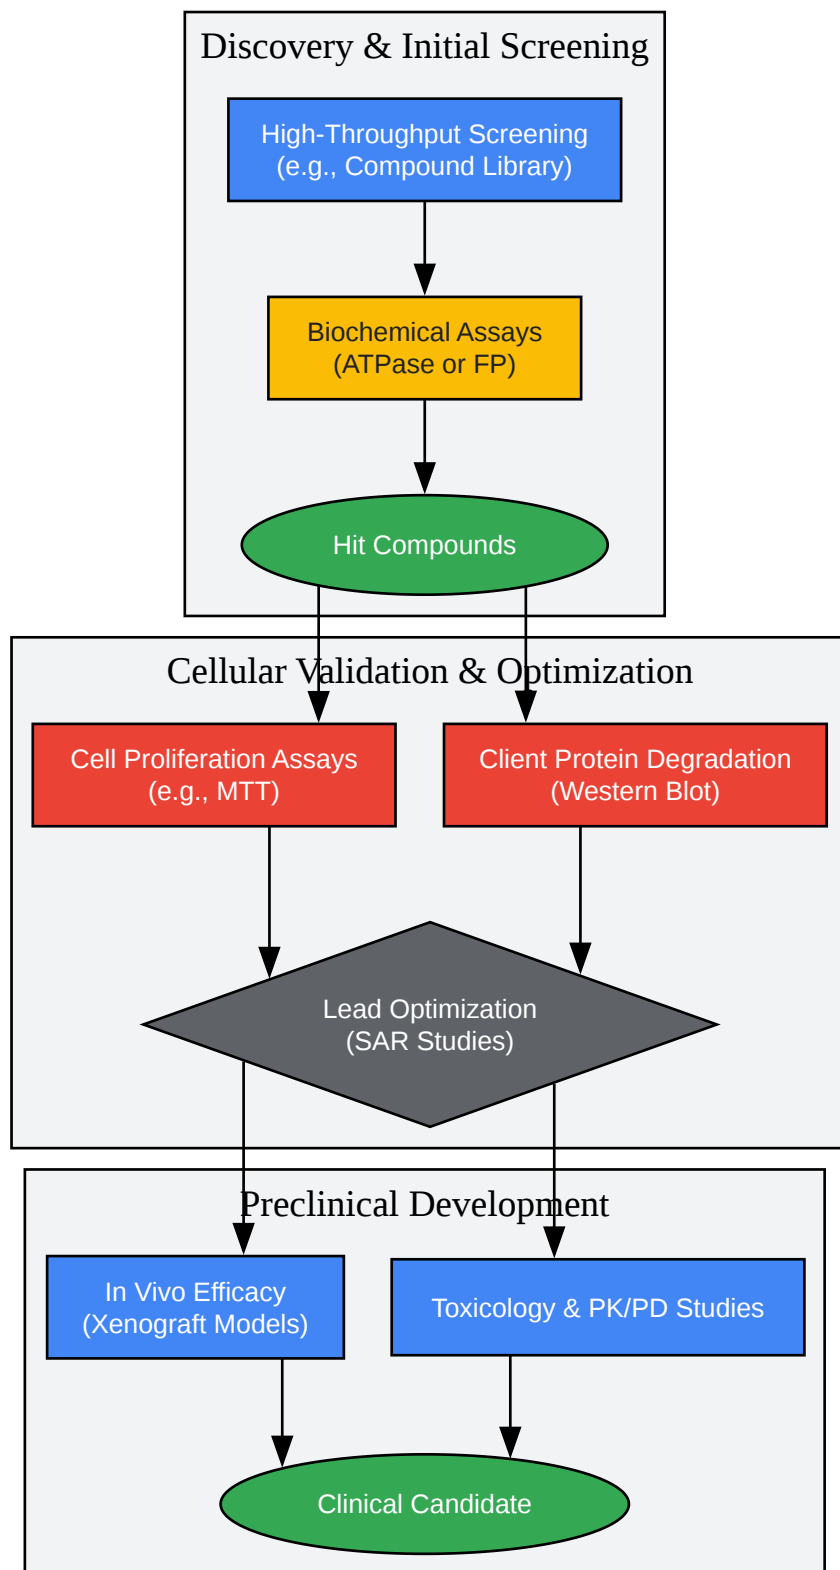 Discovery & Initial Screening
High-Throughput Screening
(e.g., Compound Library)
Biochemical Assays
(ATPase or FP)
Hit Compounds
Cellular Validation & Optimization
Cell Proliferation Assays
(e.g., MTT)
Client Protein Degradation
(Western Blot)
Lead Optimization
(SAR Studies)
Preclinical Development
In Vivo Efficacy
(Xenograft Models)
Toxicology & PK/PD Studies
Clinical Candidate